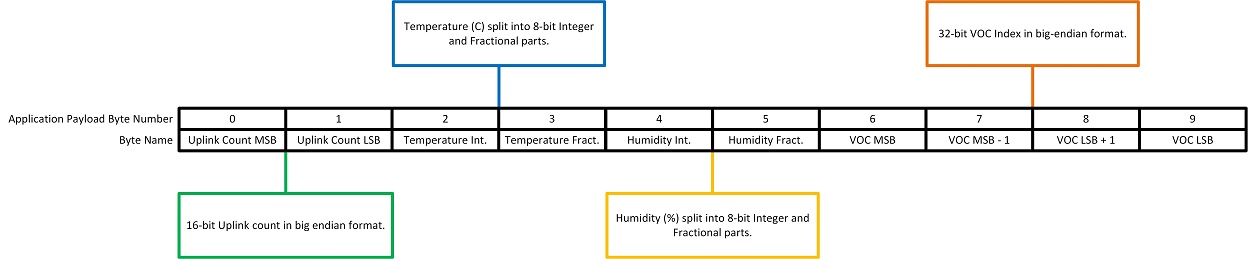 Temperature (C) split into 8-bit Integer
and Fractional parts.
32-bit VOC Index in big-endian format.
Application Payload Byte Number 0 1 2 3 4 5 6 7 8 9
Byte Name Uplink Count MSB Uplink Count LSB Temperature Int. Temperature Fract. Humidity Int. Humidity Fract. VOC MSB VOC MSB - 1 VOC LSB + 1 VOC LSB
16-bit Uplink count in big endian format.
Humidity (%) split into 8-bit Integer and
Fractional parts.